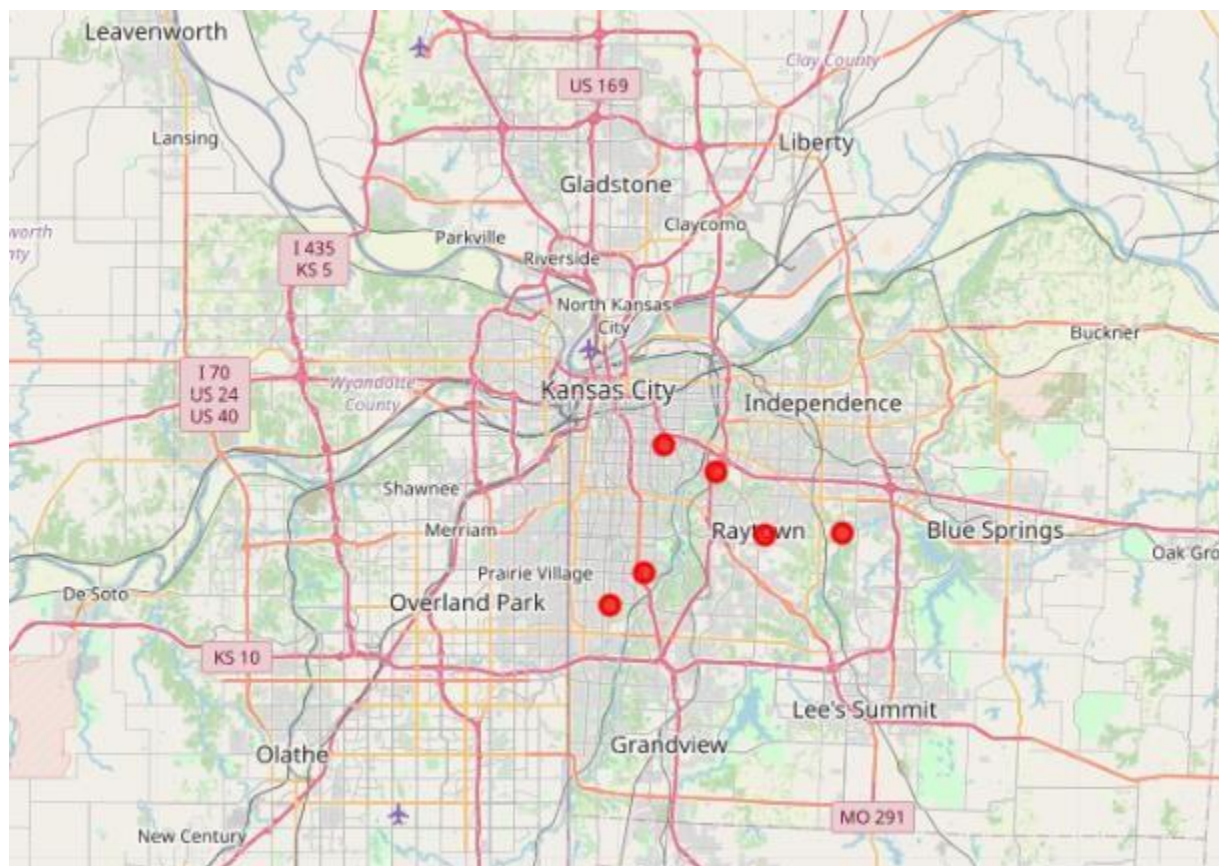 Leavenworth
US 169
Clay County
Lansing
Liberty
Gladstone
Claycomo
worth
nty
Parkville
I 435
KS 5
Riverside
North Kansas
City
Buckner
I 70
US 24
US 40
Wyandotte
County
Kansas City
Independence
Shawnee
Merriam
Raytown
Blue Springs
Oak Gro
Prairie Village
De Soto
Overland Park
KS 10
Lee's Summit
Olathe
Grandview
New Century
MO 291